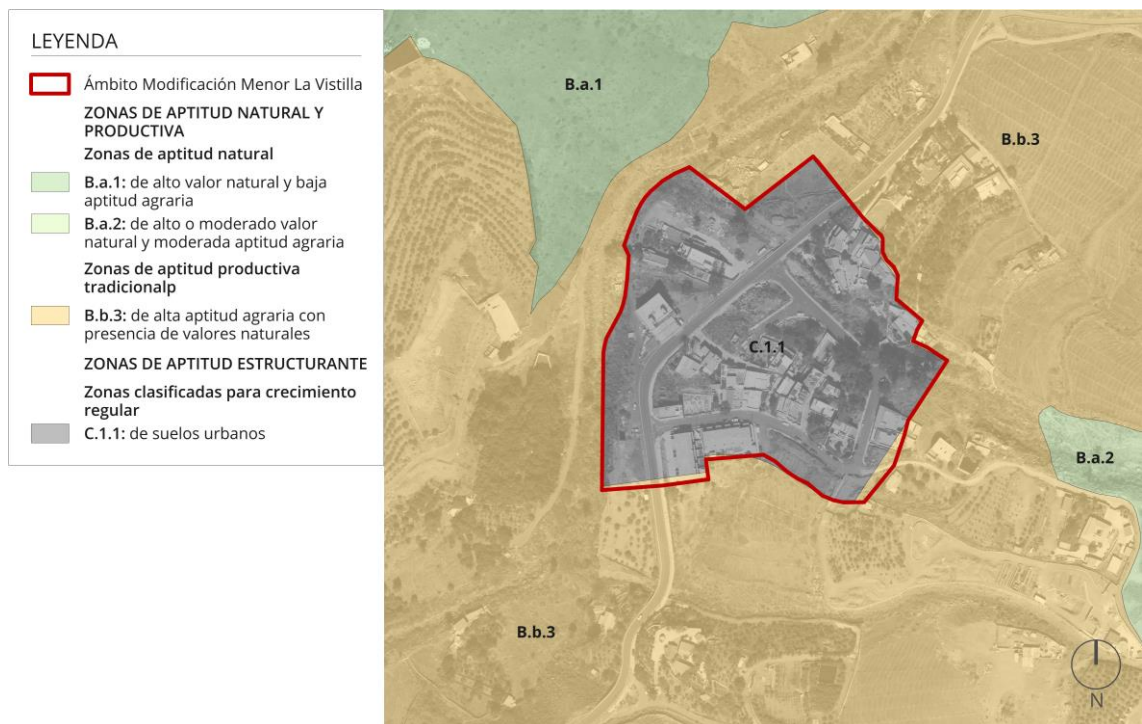 LEYENDA
Ámbito Modificación Menor La Vistilla
ZONAS DE APTITUD NATURAL Y
PRODUCTIVA
Zonas de aptitud natural
B.a.1: de alto valor natural y baja
aptitud agraria
B.a.2: de alto o moderado valor
natural y moderada aptitud agraria
Zonas de aptitud productiva
tradicionalp
B.b.3: de alta aptitud agraria con
presencia de valores naturales
ZONAS DE APTITUD ESTRUCTURANTE
Zonas clasificadas para crecimiento
regular
C.1.1: de suelos urbanos
B.a.1
B.b.3
C.1.1
B.a.2
B.b.3
N